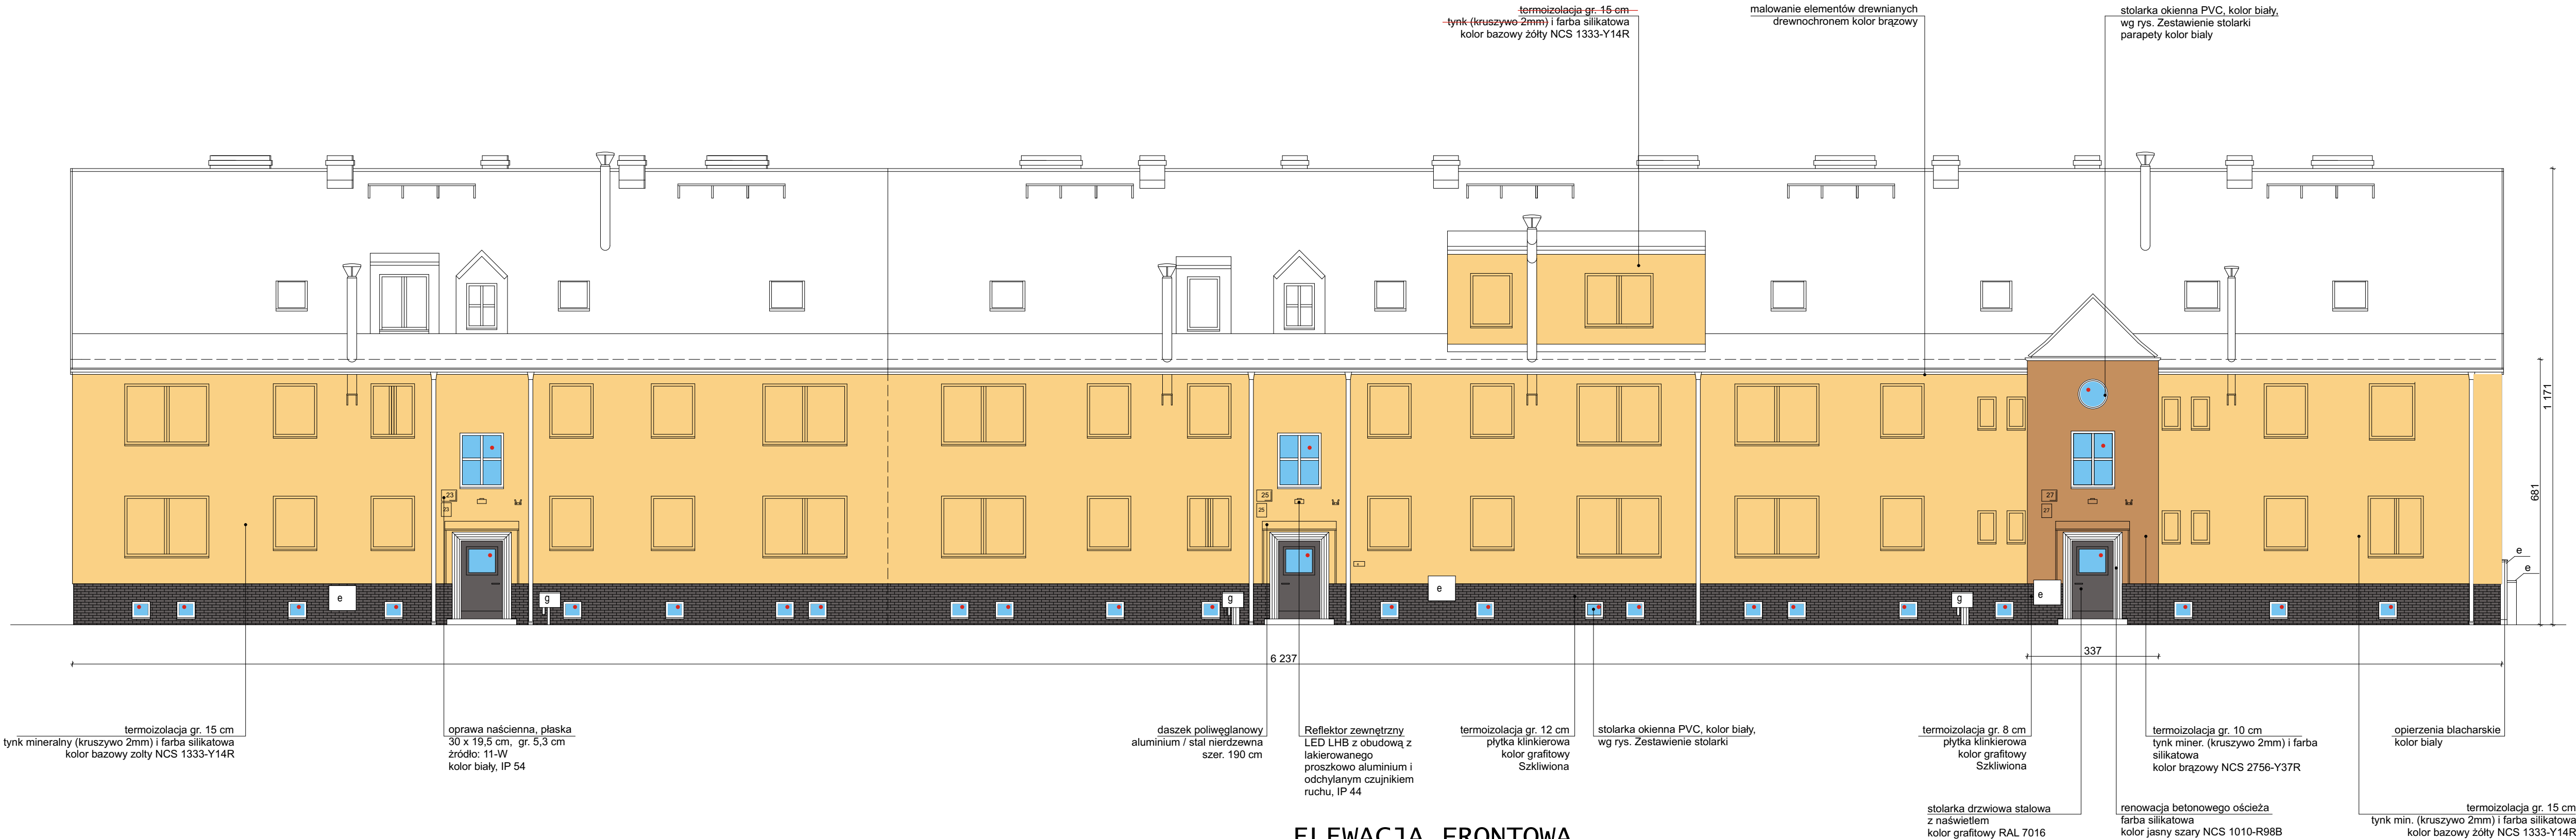 termoizolacja gr. 15 cm
tynk (kruszywo 2mm) i farba silikatowa
kolor bazowy żółty NCS 1333-Y14R
malowanie elementów drewnianych
drewnochronem kolor brązowy
stolarka okienna PVC, kolor biały,
wg rys. Zestawienie stolarki
parapety kolor bialy
1 171
681
23
23
25
25
27
27
e
g
g
e
g
e
e
e
6 237
337
termoizolacja gr. 15 cm
tynk mineralny (kruszywo 2mm) i farba silikatowa
kolor bazowy zolty NCS 1333-Y14R
oprawa naścienna, płaska
30 x 19,5 cm, gr. 5,3 cm
źródło: 11-W
kolor biały, IP 54
daszek poliwęglanowy
aluminium / stal nierdzewna
szer. 190 cm
Reflektor zewnętrzny
LED LHB z obudową z
lakierowanego
proszkowo aluminium i
odchylanym czujnikiem
ruchu, IP 44
termoizolacja gr. 12 cm
płytka klinkierowa
kolor grafitowy
Szkliwiona
stolarka okienna PVC, kolor biały,
wg rys. Zestawienie stolarki
termoizolacja gr. 8 cm
płytka klinkierowa
kolor grafitowy
Szkliwiona
termoizolacja gr. 10 cm
tynk miner. (kruszywo 2mm) i farba
silikatowa
kolor brązowy NCS 2756-Y37R
opierzenia blacharskie
kolor bialy
stolarka drzwiowa stalowa
z naświetlem
kolor grafitowy RAL 7016
renowacja betonowego ościeża
farba silikatowa
kolor jasny szary NCS 1010-R98B
termoizolacja gr. 15 cm
tynk min. (kruszywo 2mm) i farba silikatowa
kolor bazowy żółty NCS 1333-Y14R
ELEWACJA FRONTOWA